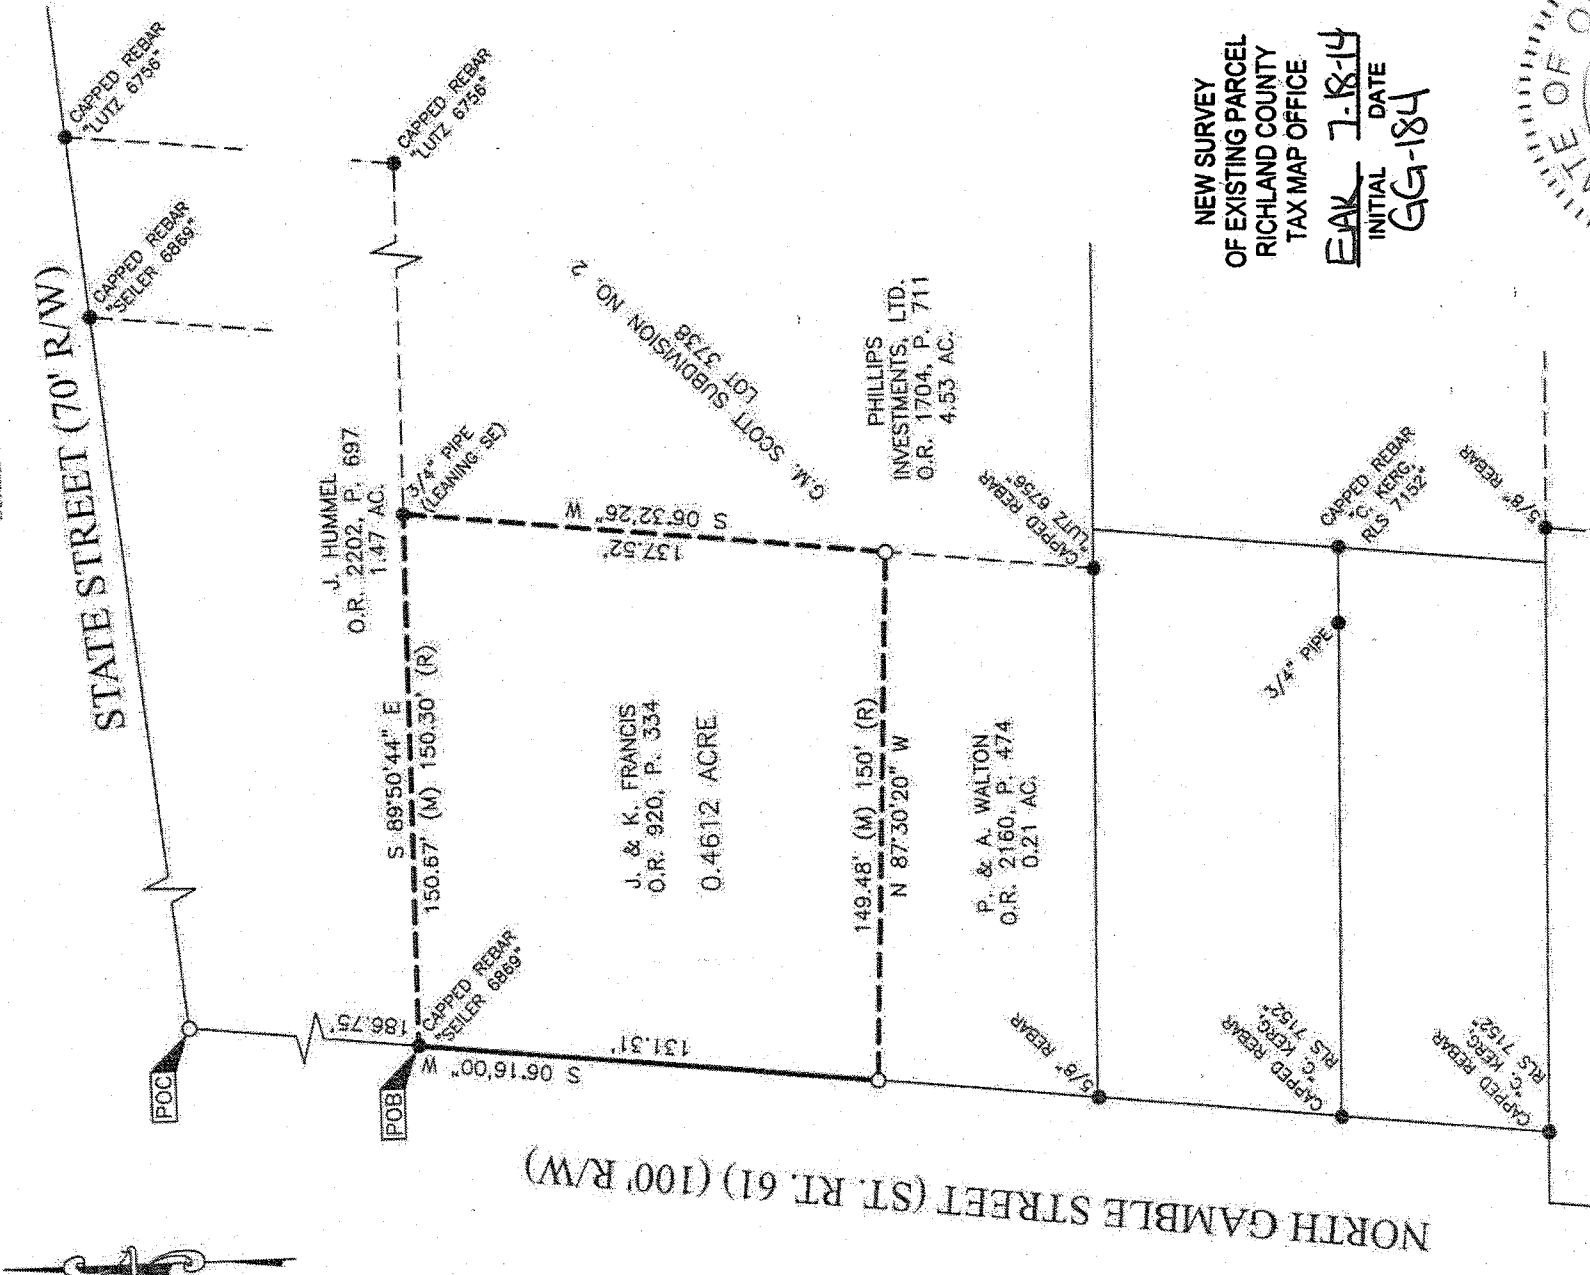 STATE STREET (70' R/W)
CAPPED REBAR
"LUTZ 6756"
CAPPED REBAR
"SEILER 6869"
CAPPED REBAR
"LUTZ 6756"
J. HUMMEL
O.R. 2202, P. 697
1.47 AC.
3/4" PIPE
(LEANING SE)
G.M. SCOTT SUBDIVISION NO. 2
LOT 3738
PHILLIPS
INVESTMENTS, LTD.
O.R. 1704, P. 711
4.53 AC.
NEW SURVEY
OF EXISTING PARCEL
RICHLAND COUNTY
TAX MAP OFFICE
EAK 7-18-14
INITIAL DATE
GG-184
POC
186.75'
POB
CAPPED REBAR
"SEILER 6869"
S 89°50'44" E
150.67' (M) 150.30' (R)
S 06°32'26" W
137.52'
J. & K. FRANCIS
O.R. 920, P. 334
0.4612 ACRE
S 06°16'00" W
131.31'
149.48' (M) 150' (R)
N 87°30'20" W
P. & A. WALTON
O.R. 2160, P. 474
0.21 AC.
CAPPED REBAR
"LUTZ 6756"
5/8" REBAR
3/4" PIPE
CAPPED REBAR
"C. KERG,
RLS 7152"
5/8" REBAR
CAPPED REBAR
"C. KERG,
RLS 7152"
CAPPED REBAR
"C. KERG,
RLS 7152"
NORTH GAMBLE STREET (ST. RT. 61) (100' R/W)